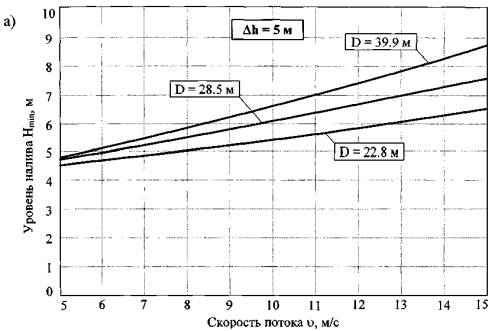 а)
Δh = 5 м
D = 39.9 м
D = 28.5 м
D = 22.8 м
Уровень налива Hmin, м
10
9
8
7
6
5
4
3
2
1
0
5 6 7 8 9 10 11 12 13 14 15
Скорость потока υ, м/с